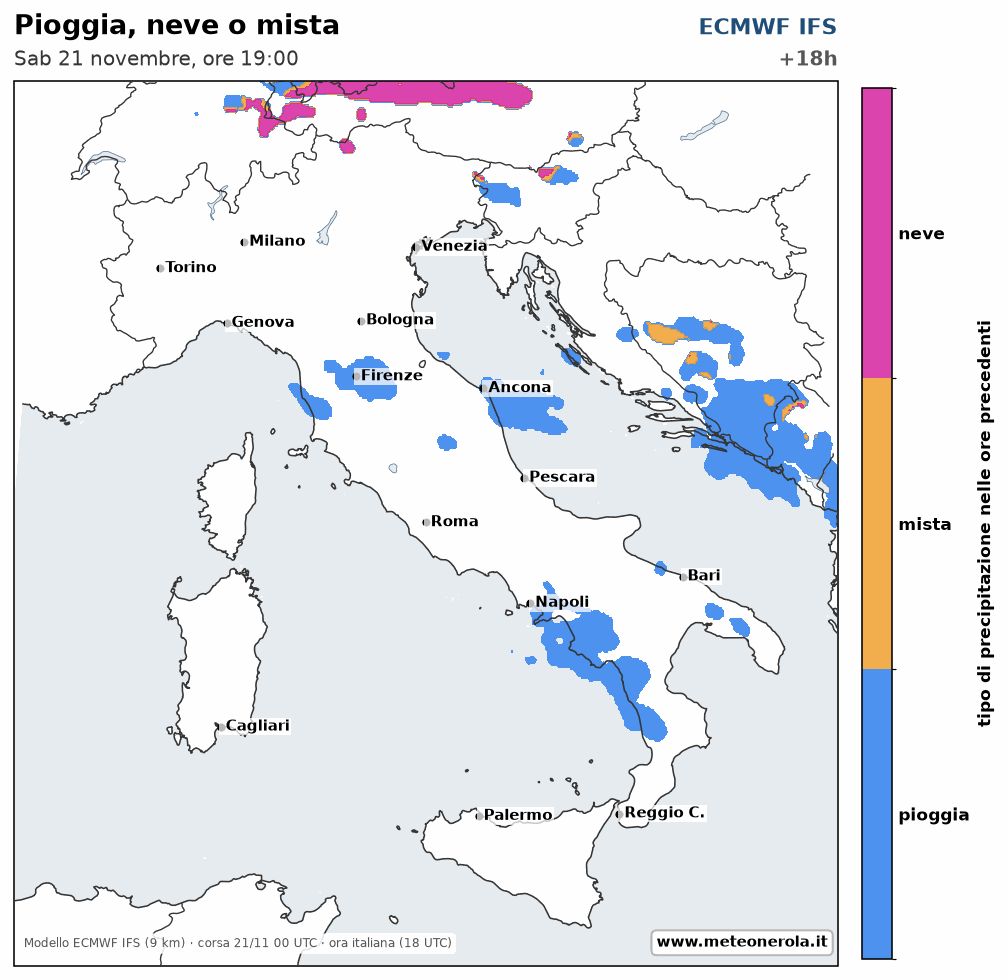 Pioggia, neve o mista
ECMWF IFS
Sab 21 novembre, ore 19:00
+18h
neve
mista
pioggia
tipo di precipitazione nelle ore precedenti
Milano
Venezia
Torino
Genova
Bologna
Firenze
Ancona
Pescara
Roma
Bari
Napoli
Cagliari
Palermo
Reggio C.
Modello ECMWF IFS (9 km) · corsa 21/11 00 UTC · ora italiana (18 UTC)
www.meteonerola.it